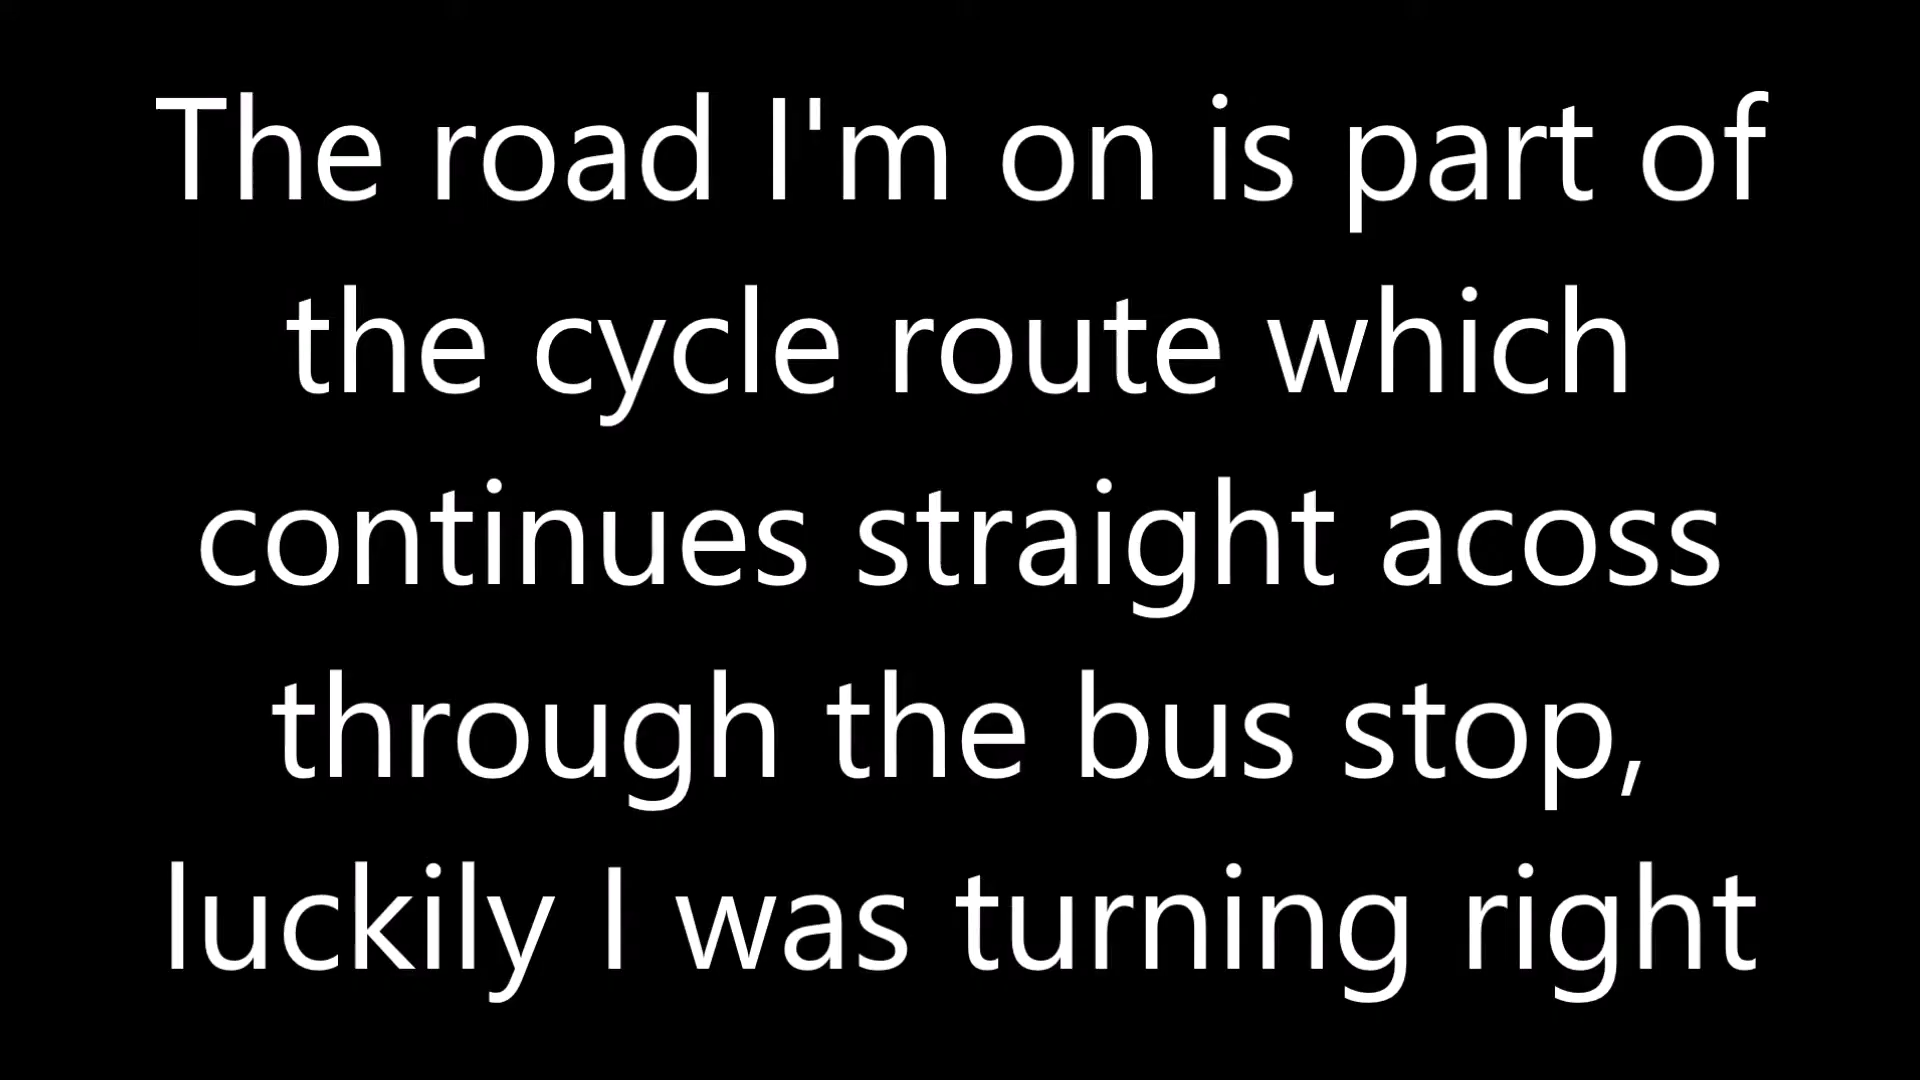 The road I'm on is part of
the cycle route which
continues straight acoss
through the bus stop,
luckily I was turning right